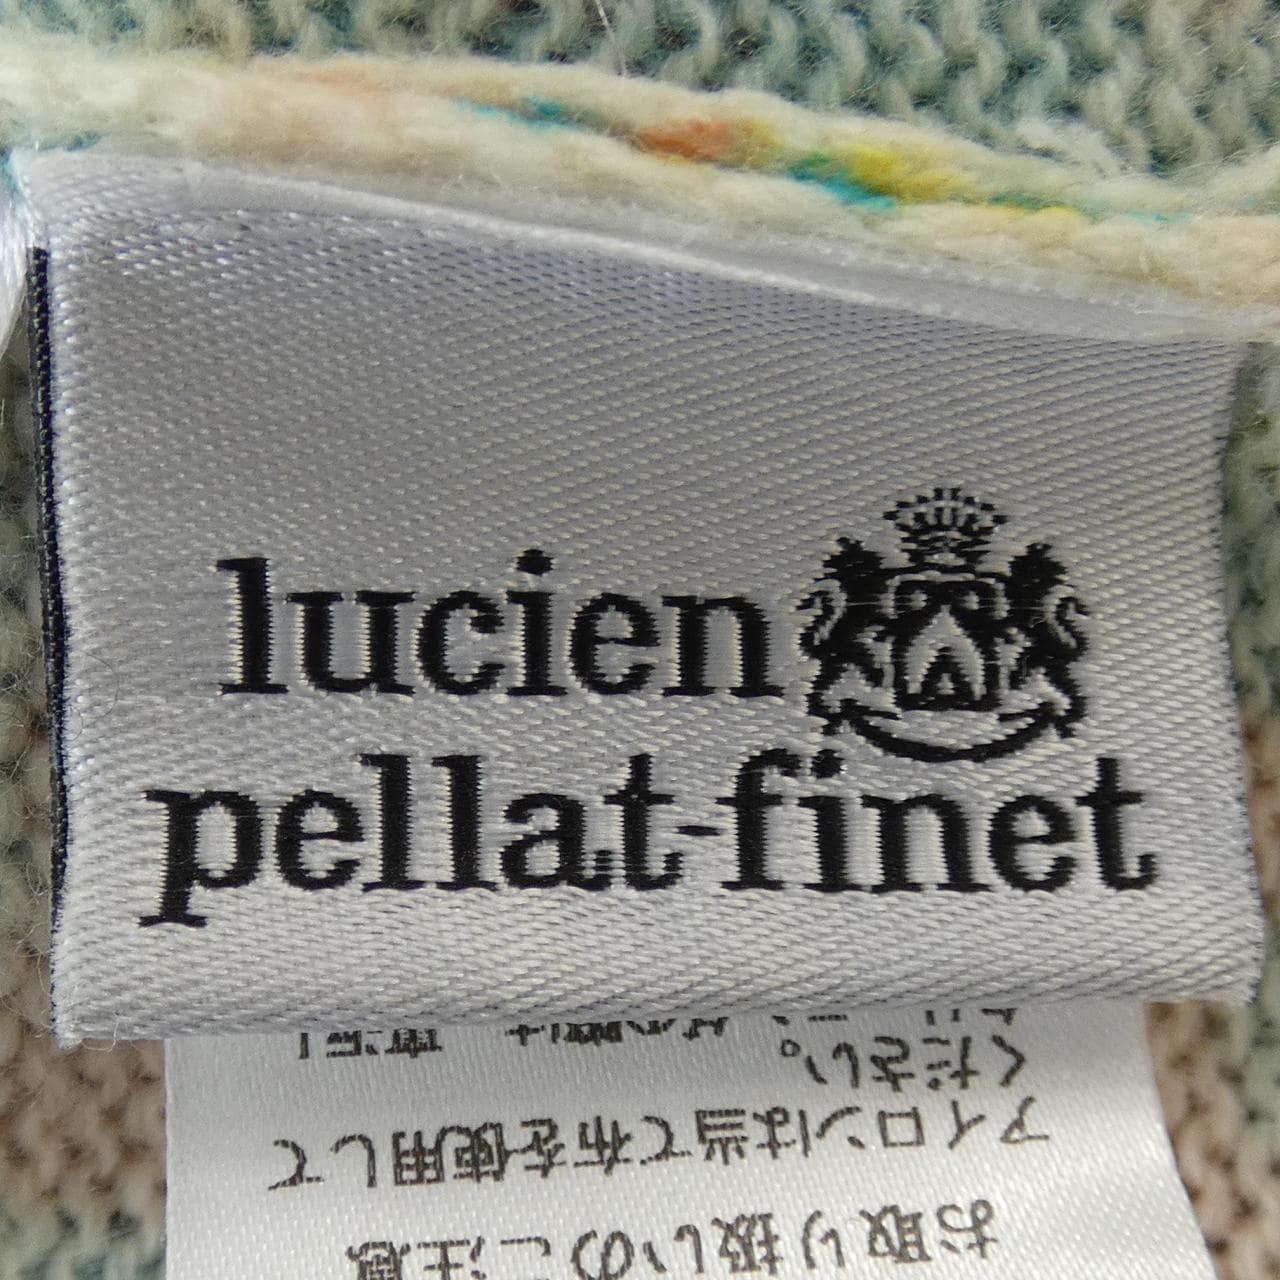 lucien
pellat-finet
お取り扱いのご注意
アイロンは当て布を使用して
ください。